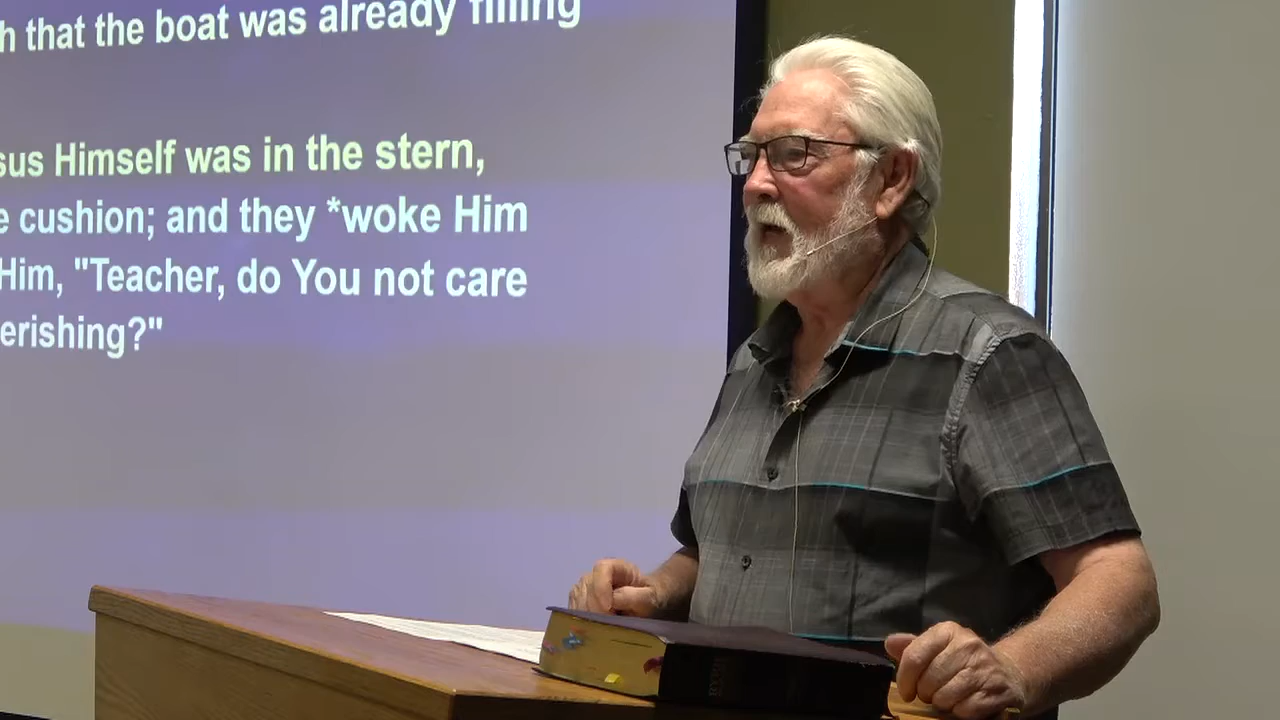 h that the boat was already filling
sus Himself was in the stern,
e cushion; and they *woke Him
Him, "Teacher, do You not care
erishing?"